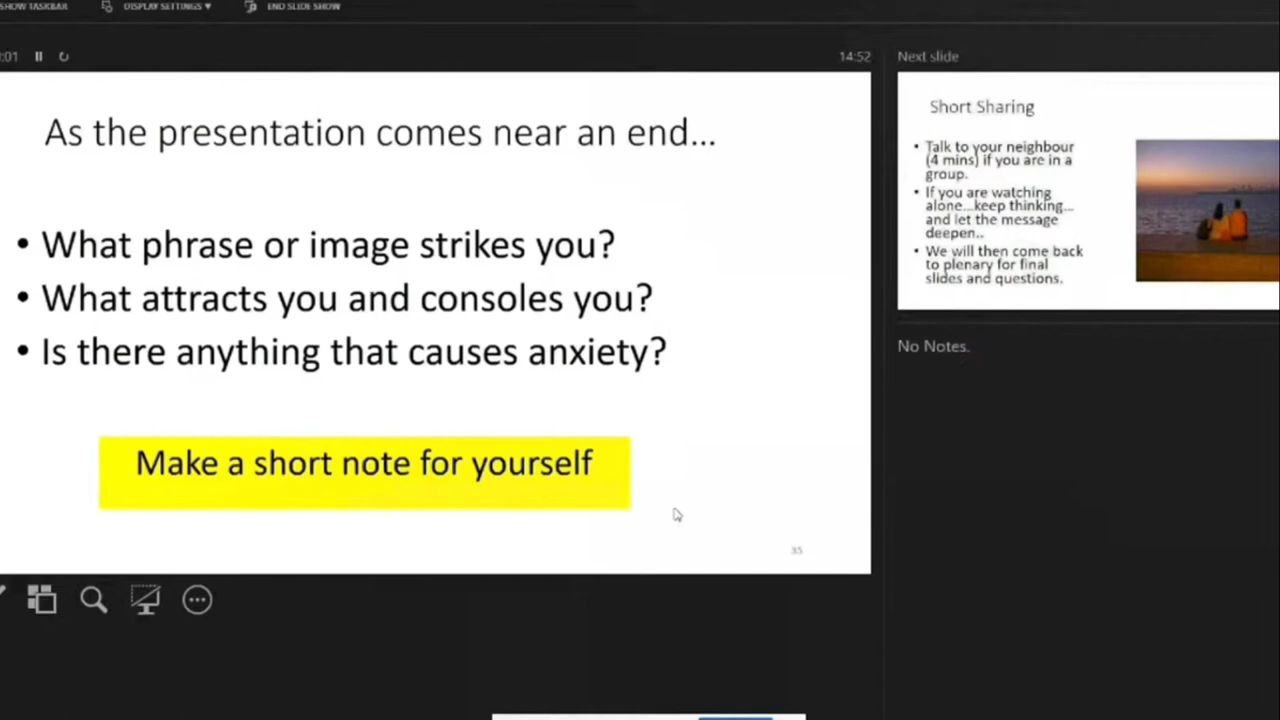 SHOW TASKBAR
DISPLAY SETTINGS ▾
END SLIDE SHOW
:01
14:52
As the presentation comes near an end...
• What phrase or image strikes you?
• What attracts you and consoles you?
• Is there anything that causes anxiety?
Make a short note for yourself
35
Next slide
Short Sharing
• Talk to your neighbour
(4 mins) if you are in a
group.
• If you are watching
alone...keep thinking...
and let the message
deepen..
• We will then come back
to plenary for final
slides and questions.
No Notes.